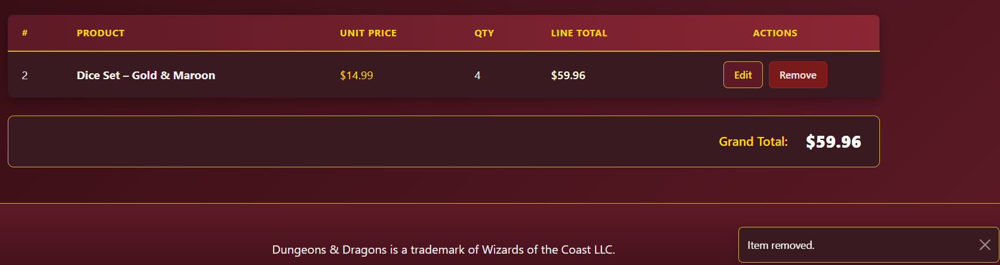 # PRODUCT UNIT PRICE QTY LINE TOTAL ACTIONS
2 Dice Set – Gold & Maroon $14.99 4 $59.96 Edit Remove
Grand Total: $59.96
Dungeons & Dragons is a trademark of Wizards of the Coast LLC.
Item removed.